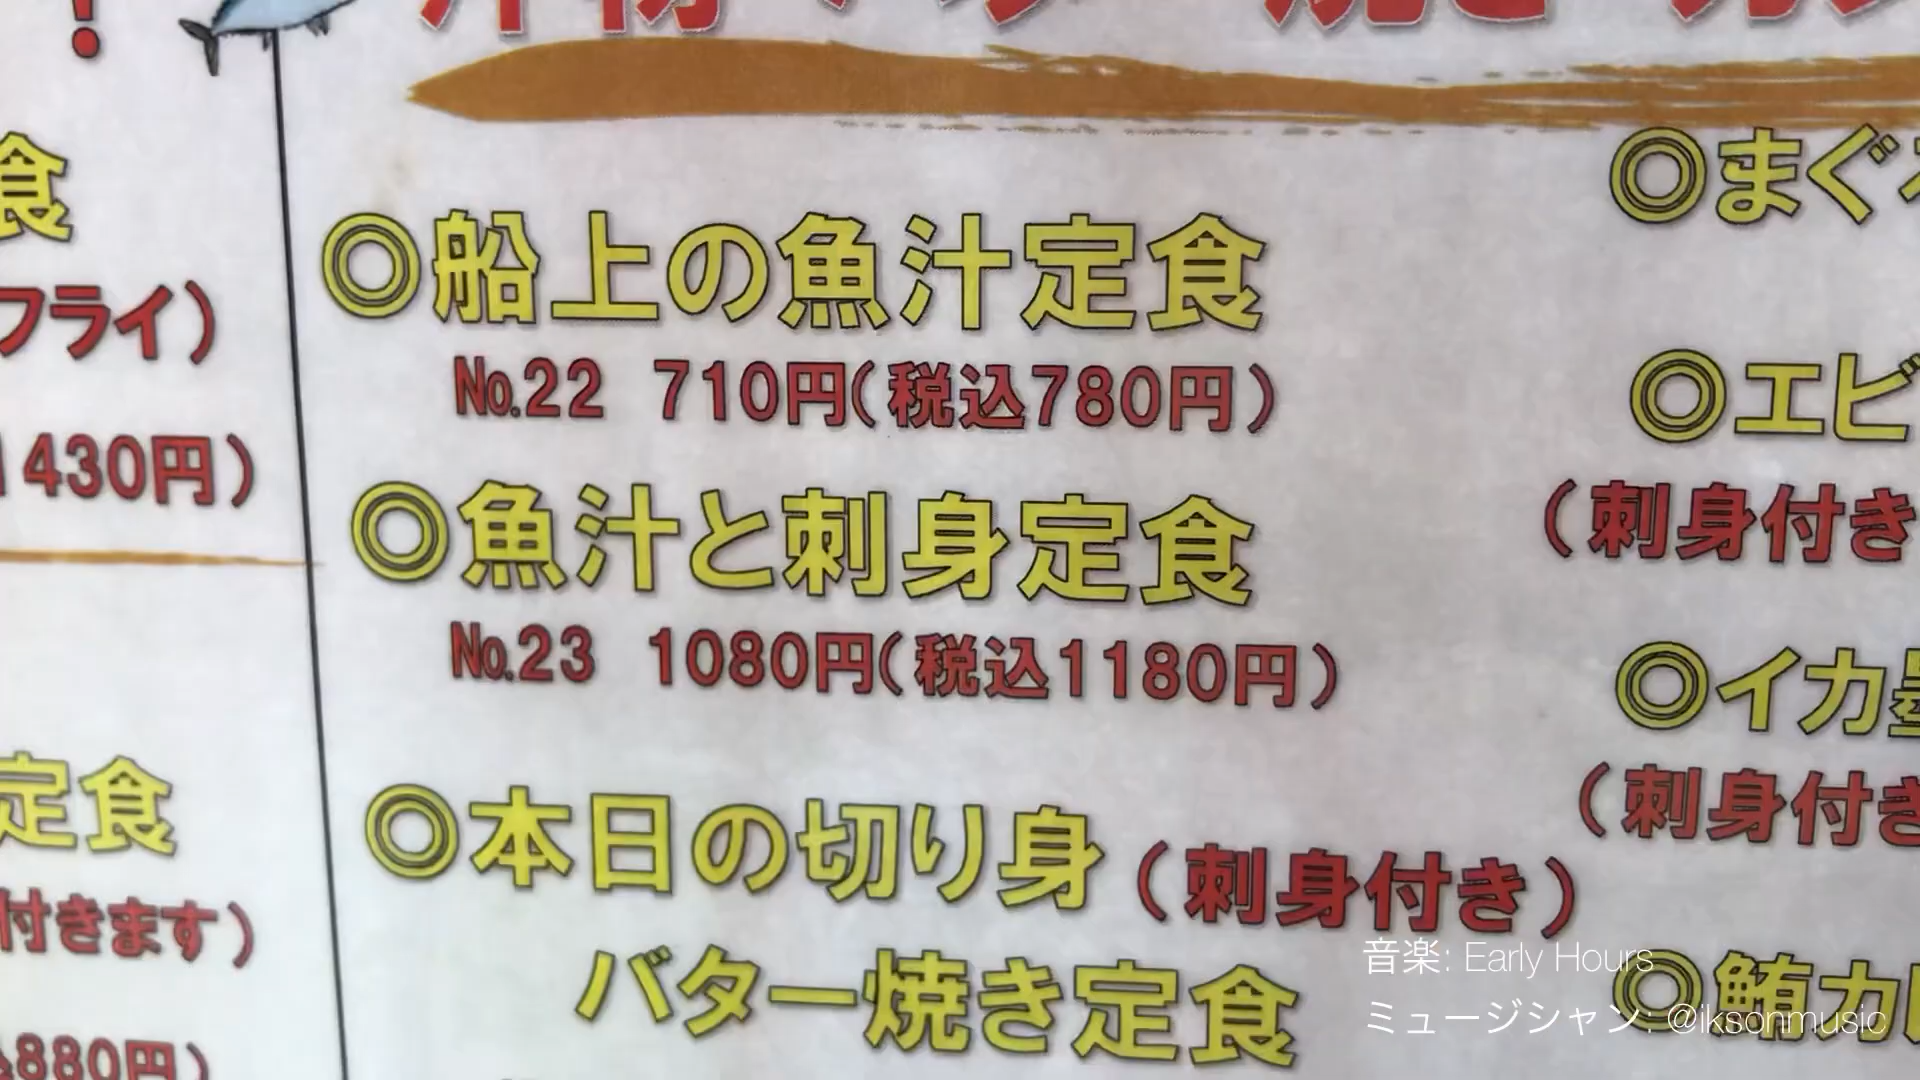 ！
食
フライ）
1430円）
定食
付きます）
880円）
◎船上の魚汁定食
№22 710円（税込780円）
◎魚汁と刺身定食
№23 1080円（税込1180円）
◎本日の切り身（刺身付き）
バター焼き定食
◎まぐ
◎エビ
（刺身付き
◎イカ
（刺身付き
◎鮪カ
音楽: Early Hours
ミュージシャン: @iksonmusic